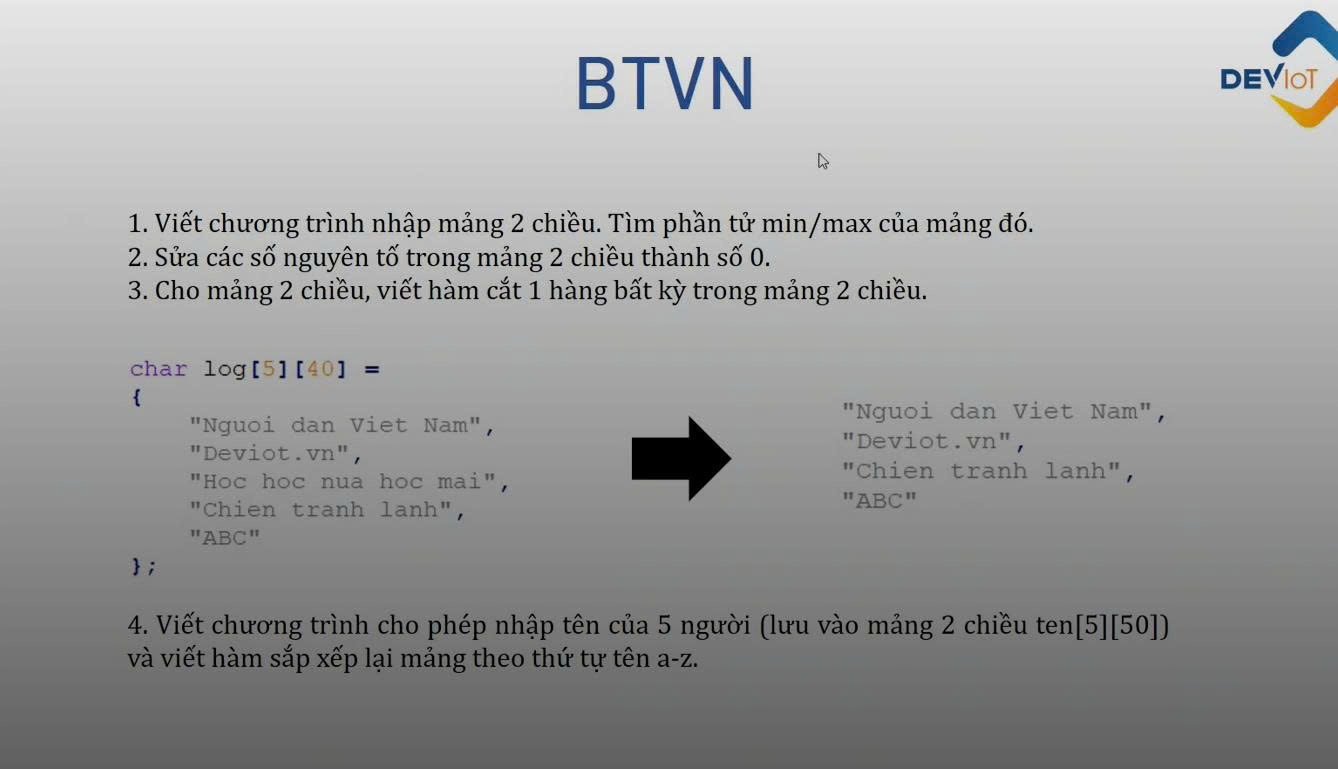 BTVN
DEVIoT
1. Viết chương trình nhập mảng 2 chiều. Tìm phần tử min/max của mảng đó.
2. Sửa các số nguyên tố trong mảng 2 chiều thành số 0.
3. Cho mảng 2 chiều, viết hàm cắt 1 hàng bất kỳ trong mảng 2 chiều.
char log[5][40] =
{
"Nguoi dan Viet Nam",
"Deviot.vn",
"Hoc hoc nua hoc mai",
"Chien tranh lanh",
"ABC"
};
"Nguoi dan Viet Nam",
"Deviot.vn",
"Chien tranh lanh",
"ABC"
4. Viết chương trình cho phép nhập tên của 5 người (lưu vào mảng 2 chiều ten[5][50])
và viết hàm sắp xếp lại mảng theo thứ tự tên a-z.